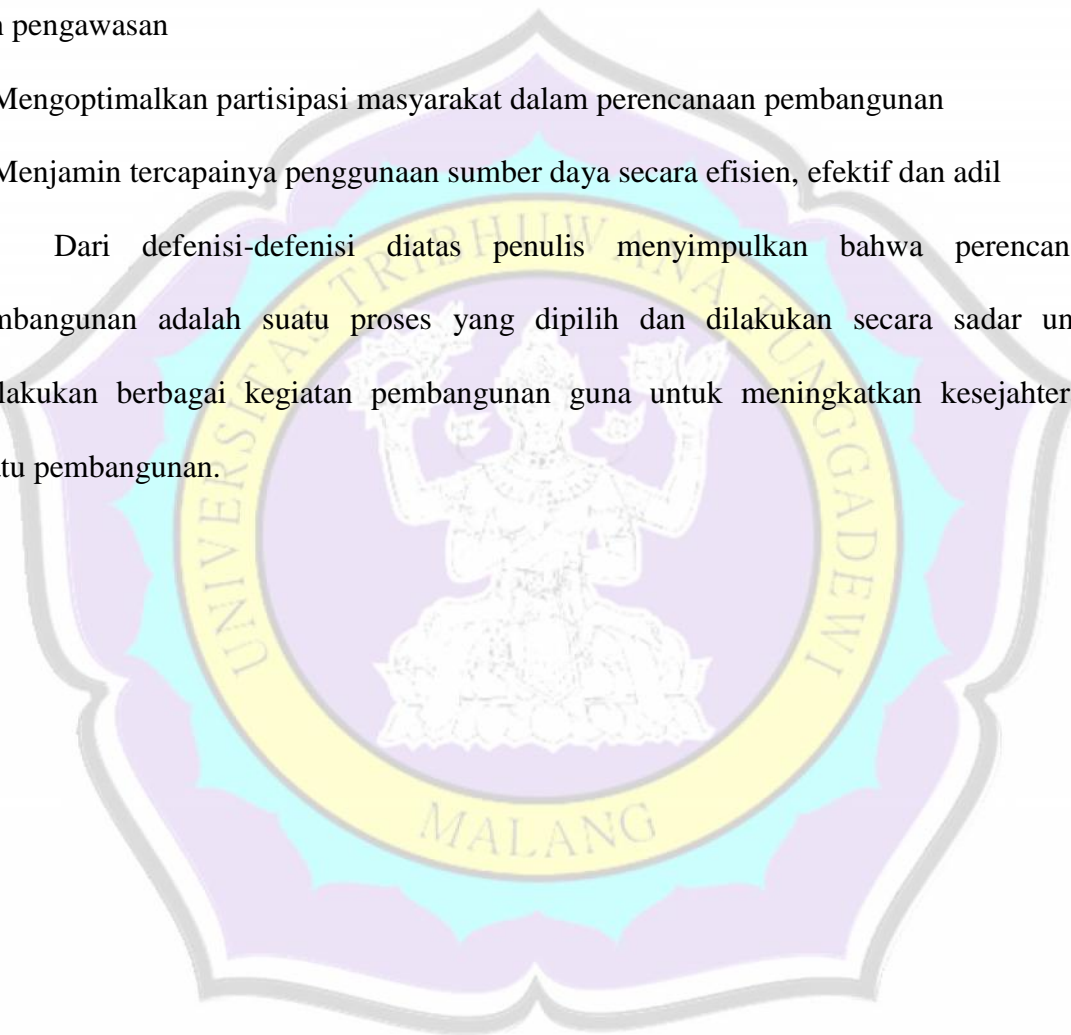 n pengawasan
Mengoptimalkan partisipasi masyarakat dalam perencanaan pembangunan
Menjamin tercapainya penggunaan sumber daya secara efisien, efektif dan adil
Dari defenisi-defenisi diatas penulis menyimpulkan bahwa perencan
mbangunan adalah suatu proses yang dipilih dan dilakukan secara sadar un
lakukan berbagai kegiatan pembangunan guna untuk meningkatkan kesejahter
tu pembangunan.
UNIVERSITAS TRIBHUWANA TUNGGADEWI
MALANG